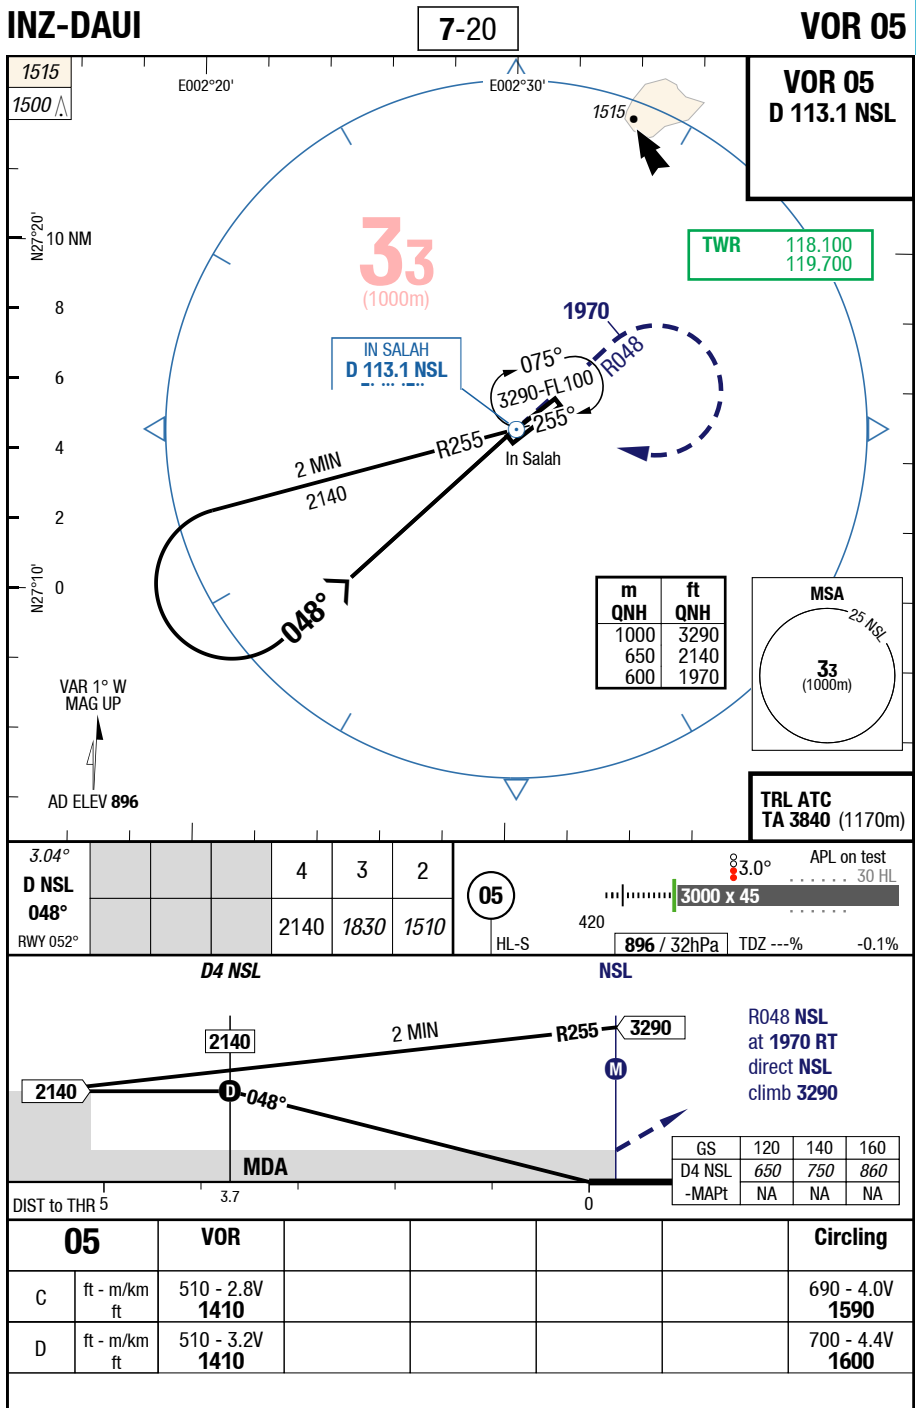 INZ-DAUI
7-20
VOR 05
1515
1500
E002°20'
E002°30'
1515
VOR 05
D 113.1 NSL
N27°20'
10 NM
33
(1000m)
TWR 118.100
119.700
8
1970
R048
IN SALAH
D 113.1 NSL
075°
3290-FL100
255°
6
4
R255
In Salah
2 MIN
2140
2
N27°10'
0
048°
m ft
QNH QNH
1000 3290
650 2140
600 1970
MSA
25 NSL
33
(1000m)
VAR 1° W
MAG UP
AD ELEV 896
TRL ATC
TA 3840 (1170m)
3.04°
D NSL
048°
RWY 052°
4 3 2
2140 1830 1510
05
HL-S
420
3.0°
APL on test
30 HL
3000 x 45
896 / 32hPa
TDZ ---%
-0.1%
D4 NSL
NSL
2140
2 MIN
R255
3290
M
2140
D
048°
R048 NSL
at 1970 RT
direct NSL
climb 3290
MDA
GS 120 140 160
D4 NSL 650 750 860
-MAPt NA NA NA
DIST to THR 5
3.7
0
05 VOR Circling
C ft - m/km 510 - 2.8V 690 - 4.0V
ft 1410 1590
D ft - m/km 510 - 3.2V 700 - 4.4V
ft 1410 1600